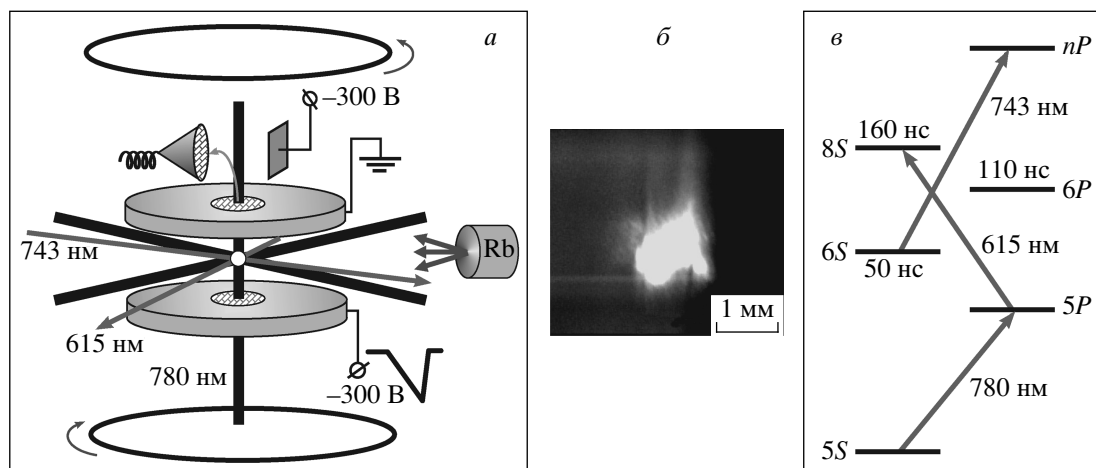 а
–300 В
743 нм
Rb
615 нм
780 нм
–300 В
б
1 мм
в
nP
743 нм
160 нс
8S
110 нс
6P
615 нм
6S
50 нс
5P
780 нм
5S